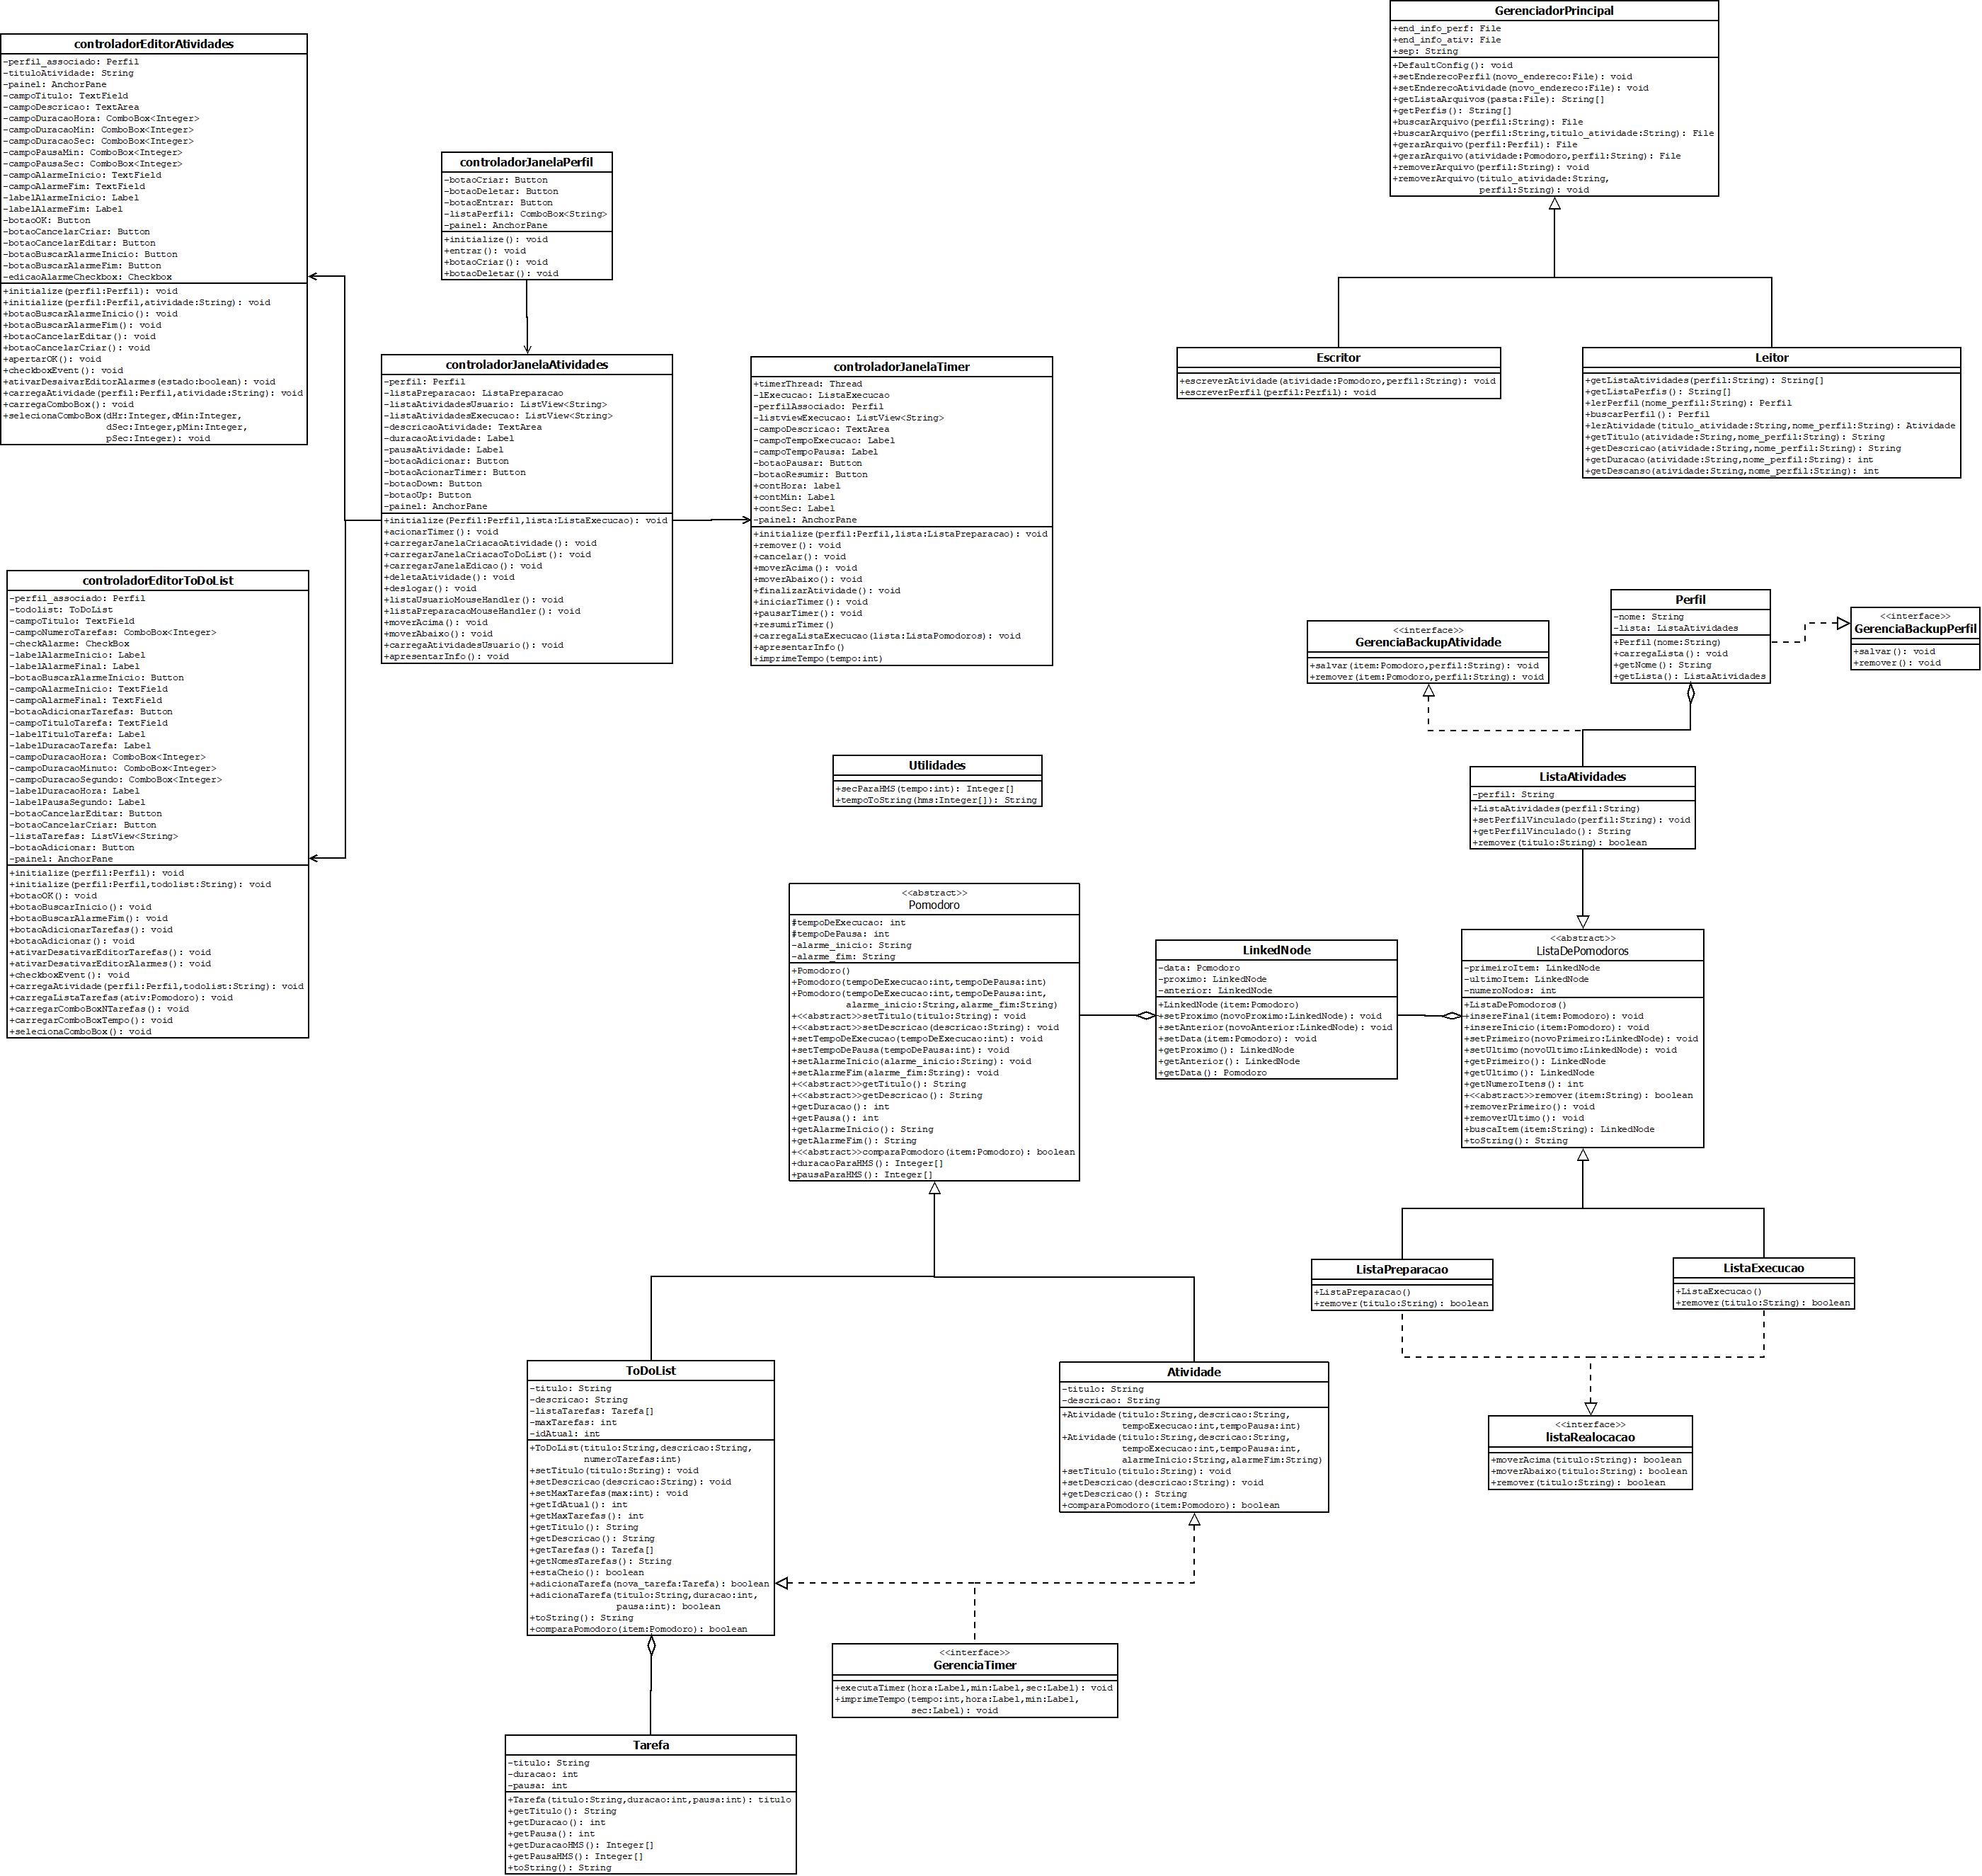 GerenciadorPrincipal
+end_info_perf: File
+end_info_ativ: File
+sep: String
+DefaultConfig(): void
+setEnderecoPerfil(novo_endereco:File): void
+setEnderecoAtividade(novo_endereco:File): void
+getListaArquivos(pasta:File): String[]
+getPerfis(): String[]
+buscarArquivo(perfil:String): File
+buscarArquivo(perfil:String,titulo_atividade:String): File
+gerarArquivo(perfil:Perfil): File
+gerarArquivo(atividade:Pomodoro,perfil:String): File
+removerArquivo(perfil:String): void
+removerArquivo(titulo_atividade:String,
perfil:String): void
controladorEditorAtividades
-perfil_associado: Perfil
-tituloAtividade: String
-painel: AnchorPane
-campoTitulo: TextField
-campoDescricao: TextArea
-campoDuracaoHora: ComboBox<Integer>
-campoDuracaoMin: ComboBox<Integer>
-campoDuracaoSec: ComboBox<Integer>
-campoPausaMin: ComboBox<Integer>
-campoPausaSec: ComboBox<Integer>
-campoAlarmeInicio: TextField
-campoAlarmeFim: TextField
-labelAlarmeInicio: Label
-labelAlarmeFim: Label
-botaoOK: Button
-botaoCancelarCriar: Button
-botaoCancelarEditar: Button
-botaoBuscarAlarmeInicio: Button
-botaoBuscarAlarmeFim: Button
-edicaoAlarmeCheckbox: Checkbox
+initialize(perfil:Perfil): void
+initialize(perfil:Perfil,atividade:String): void
+botaoBuscarAlarmeInicio(): void
+botaoBuscarAlarmeFim(): void
+botaoCancelarEditar(): void
+botaoCancelarCriar(): void
+apertarOK(): void
+checkboxEvent(): void
+ativarDesaivarEditorAlarmes(estado:boolean): void
+carregaAtividade(perfil:Perfil,atividade:String): void
+carregaComboBox(): void
+selecionaComboBox(dHr:Integer,dMin:Integer,
dSec:Integer,pMin:Integer,
pSec:Integer): void
controladorJanelaPerfil
-botaoCriar: Button
-botaoDeletar: Button
-botaoEntrar: Button
-listaPerfil: ComboBox<String>
-painel: AnchorPane
+initialize(): void
+entrar(): void
+botaoCriar(): void
+botaoDeletar(): void
controladorJanelaAtividades
-perfil: Perfil
-listaPreparacao: ListaPreparacao
-listaAtividadesUsuario: ListView<String>
-listaAtividadesExecucao: ListView<String>
-descricaoAtividade: TextArea
-duracaoAtividade: Label
-pausaAtividade: Label
-botaoAdicionar: Button
-botaoAcionarTimer: Button
-botaoDown: Button
-botaoUp: Button
-painel: AnchorPane
+initialize(Perfil:Perfil,lista:ListaExecucao): void
+acionarTimer(): void
+carregarJanelaCriacaoAtividade(): void
+carregarJanelaCriacaoToDoList(): void
+carregarJanelaEdicao(): void
+deletaAtividade(): void
+deslogar(): void
+listaUsuarioMouseHandler(): void
+listaPreparacaoMouseHandler(): void
+moverAcima(): void
+moverAbaixo(): void
+carregaAtividadesUsuario(): void
+apresentarInfo(): void
controladorJanelaTimer
+timerThread: Thread
-lExecucao: ListaExecucao
-perfilAssociado: Perfil
-listviewExecucao: ListView<String>
-campoDescricao: TextArea
-campoTempoExecucao: Label
-campoTempoPausa: Label
-botaoPausar: Button
-botaoResumir: Button
+contHora: label
+contMin: Label
+contSec: Label
-painel: AnchorPane
+initialize(perfil:Perfil,lista:ListaPreparacao): void
+remover(): void
+cancelar(): void
+moverAcima(): void
+moverAbaixo(): void
+finalizarAtividade(): void
+iniciarTimer(): void
+pausarTimer(): void
+resumirTimer()
+carregaListaExecucao(lista:ListaPomodoros): void
+apresentarInfo()
+imprimeTempo(tempo:int)
Escritor
+escreverAtividade(atividade:Pomodoro,perfil:String): void
+escreverPerfil(perfil:Perfil): void
Leitor
+getListaAtividades(perfil:String): String[]
+getListaPerfis(): String[]
+lerPerfil(nome_perfil:String): Perfil
+buscarPerfil(): Perfil
+lerAtividade(titulo_atividade:String,nome_perfil:String): Atividade
+getTitulo(atividade:String,nome_perfil:String): String
+getDescricao(atividade:String,nome_perfil:String): String
+getDuracao(atividade:String,nome_perfil:String): int
+getDescanso(atividade:String,nome_perfil:String): int
controladorEditorToDoList
-perfil_associado: Perfil
-todolist: ToDoList
-campoTitulo: TextField
-campoNumeroTarefas: ComboBox<Integer>
-checkAlarme: CheckBox
-labelAlarmeInicio: Label
-labelAlarmeFinal: Label
-botaoBuscarAlarmeInicio: Button
-campoAlarmeInicio: TextField
-campoAlarmeFinal: TextField
-botaoAdicionarTarefas: Button
-campoTituloTarefa: TextField
-labelTituloTarefa: Label
-labelDuracaoTarefa: Label
-campoDuracaoHora: ComboBox<Integer>
-campoDuracaoMinuto: ComboBox<Integer>
-campoDuracaoSegundo: ComboBox<Integer>
-labelDuracaoHora: Label
-labelPausaSegundo: Label
-botaoCancelarEditar: Button
-botaoCancelarCriar: Button
-listaTarefas: ListView<String>
-botaoAdicionar: Button
-painel: AnchorPane
+initialize(perfil:Perfil): void
+initialize(perfil:Perfil,todolist:String): void
+botaoOK(): void
+botaoBuscarInicio(): void
+botaoBuscarAlarmeFim(): void
+botaoAdicionarTarefas(): void
+botaoAdicionar(): void
+ativarDesativarEditorTarefas(): void
+ativarDesativarEditorAlarmes(): void
+checkboxEvent(): void
+carregaAtividade(perfil:Perfil,todolist:String): void
+carregaListaTarefas(ativ:Pomodoro): void
+carregarComboBoxNTarefas(): void
+carregarComboBoxTempo(): void
+selecionaComboBox(): void
<<interface>>
GerenciaBackupAtividade
+salvar(item:Pomodoro,perfil:String): void
+remover(item:Pomodoro,perfil:String): void
Perfil
-nome: String
-lista: ListaAtividades
+Perfil(nome:String)
+carregaLista(): void
+getNome(): String
+getLista(): ListaAtividades
<<interface>>
GerenciaBackupPerfil
+salvar(): void
+remover(): void
Utilidades
+secParaHMS(tempo:int): Integer[]
+tempoToString(hms:Integer[]): String
ListaAtividades
-perfil: String
+ListaAtividades(perfil:String)
+setPerfilVinculado(perfil:String): void
+getPerfilVinculado(): String
+remover(titulo:String): boolean
<<abstract>>
Pomodoro
#tempoDeExecucao: int
#tempoDePausa: int
-alarme_inicio: String
-alarme_fim: String
+Pomodoro()
+Pomodoro(tempoDeExecucao:int,tempoDePausa:int)
+Pomodoro(tempoDeExecucao:int,tempoDePausa:int,
alarme_inicio:String,alarme_fim:String)
+<<abstract>>setTitulo(titulo:String): void
+<<abstract>>setDescricao(descricao:String): void
+setTempoDeExecucao(tempoDeExecucao:int): void
+setTempoDePausa(tempoDePausa:int): void
+setAlarmeInicio(alarme_inicio:String): void
+setAlarmeFim(alarme_fim:String): void
+<<abstract>>getTitulo(): String
+<<abstract>>getDescricao(): String
+getDuracao(): int
+getPausa(): int
+getAlarmeInicio(): String
+getAlarmeFim(): String
+<<abstract>>comparaPomodoro(item:Pomodoro): boolean
+duracaoParaHMS(): Integer[]
+pausaParaHMS(): Integer[]
LinkedNode
-data: Pomodoro
-proximo: LinkedNode
-anterior: LinkedNode
+LinkedNode(item:Pomodoro)
+setProximo(novoProximo:LinkedNode): void
+setAnterior(novoAnterior:LinkedNode): void
+setData(item:Pomodoro): void
+getProximo(): LinkedNode
+getAnterior(): LinkedNode
+getData(): Pomodoro
<<abstract>>
ListaDePomodoros
-primeiroItem: LinkedNode
-ultimoItem: LinkedNode
-numeroNodos: int
+ListaDePomodoros()
+insereFinal(item:Pomodoro): void
+insereInicio(item:Pomodoro): void
+setPrimeiro(novoPrimeiro:LinkedNode): void
+setUltimo(novoUltimo:LinkedNode): void
+getPrimeiro(): LinkedNode
+getUltimo(): LinkedNode
+getNumeroItens(): int
+<<abstract>>remover(item:String): boolean
+removerPrimeiro(): void
+removerUltimo(): void
+buscaItem(item:String): LinkedNode
+toString(): String
ListaPreparacao
+ListaPreparacao()
+remover(titulo:String): boolean
ListaExecucao
+ListaExecucao()
+remover(titulo:String): boolean
ToDoList
-titulo: String
-descricao: String
-listaTarefas: Tarefa[]
-maxTarefas: int
-idAtual: int
+ToDoList(titulo:String,descricao:String,
numeroTarefas:int)
+setTitulo(titulo:String): void
+setDescricao(descricao:String): void
+setMaxTarefas(max:int): void
+getIdAtual(): int
+getMaxTarefas(): int
+getTitulo(): String
+getDescricao(): String
+getTarefas(): Tarefa[]
+getNomesTarefas(): String
+estaCheio(): boolean
+adicionaTarefa(nova_tarefa:Tarefa): boolean
+adicionaTarefa(titulo:String,duracao:int,
pausa:int): boolean
+toString(): String
+comparaPomodoro(item:Pomodoro): boolean
Atividade
-titulo: String
-descricao: String
+Atividade(titulo:String,descricao:String,
tempoExecucao:int,tempoPausa:int)
+Atividade(titulo:String,descricao:String,
tempoExecucao:int,tempoPausa:int,
alarmeInicio:String,alarmeFim:String)
+setTitulo(titulo:String): void
+setDescricao(descricao:String): void
+getDescricao(): String
+comparaPomodoro(item:Pomodoro): boolean
<<interface>>
listaRealocacao
+moverAcima(titulo:String): boolean
+moverAbaixo(titulo:String): boolean
+remover(titulo:String): boolean
<<interface>>
GerenciaTimer
+executaTimer(hora:Label,min:Label,sec:Label): void
+imprimeTempo(tempo:int,hora:Label,min:Label,
sec:Label): void
Tarefa
-titulo: String
-duracao: int
-pausa: int
+Tarefa(titulo:String,duracao:int,pausa:int): titulo
+getTitulo(): String
+getDuracao(): int
+getPausa(): int
+getDuracaoHMS(): Integer[]
+getPausaHMS(): Integer[]
+toString(): String